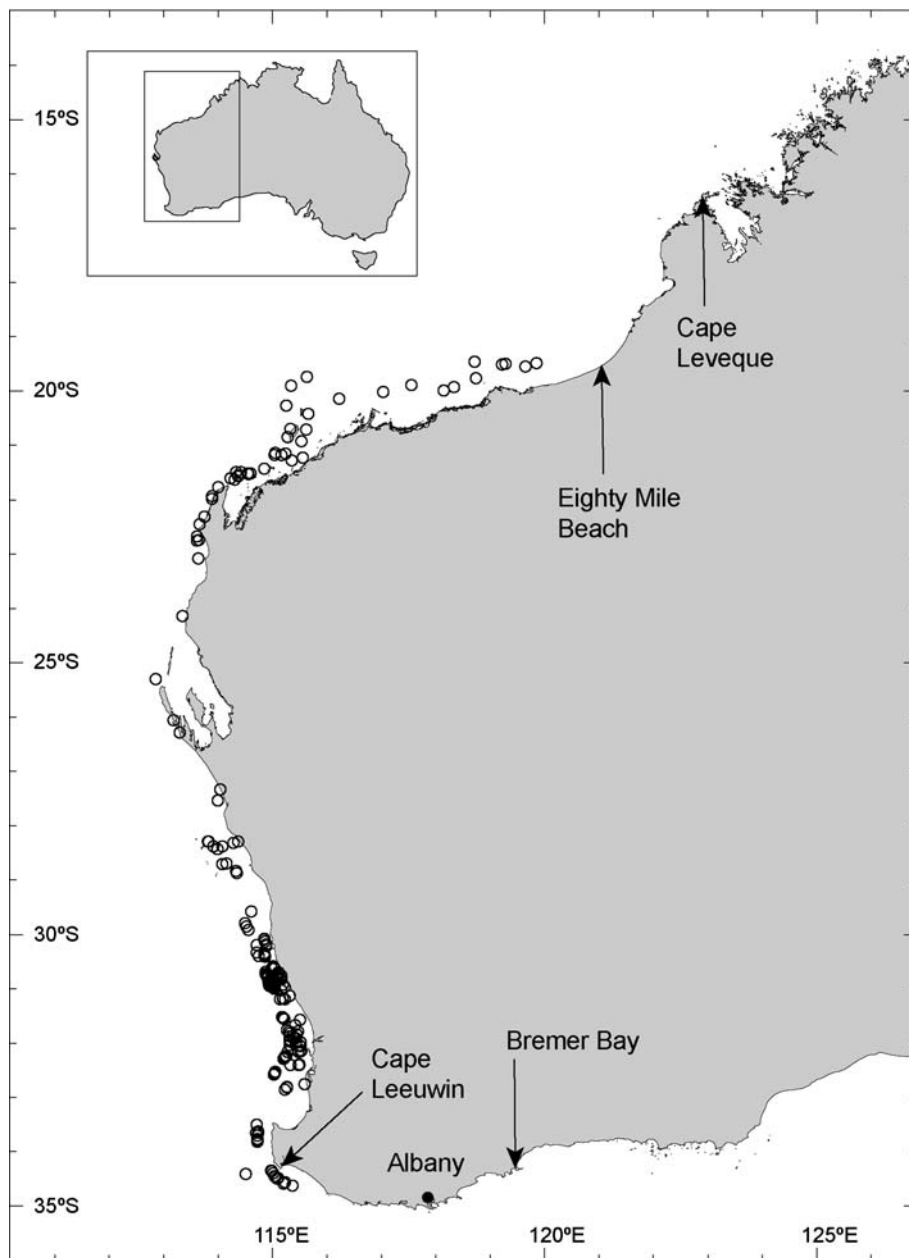 15ºS
Cape
Leveque
20ºS
Eighty Mile
Beach
25ºS
30ºS
Bremer Bay
Cape
Leeuwin
Albany
35ºS
115ºE
120ºE
125ºE